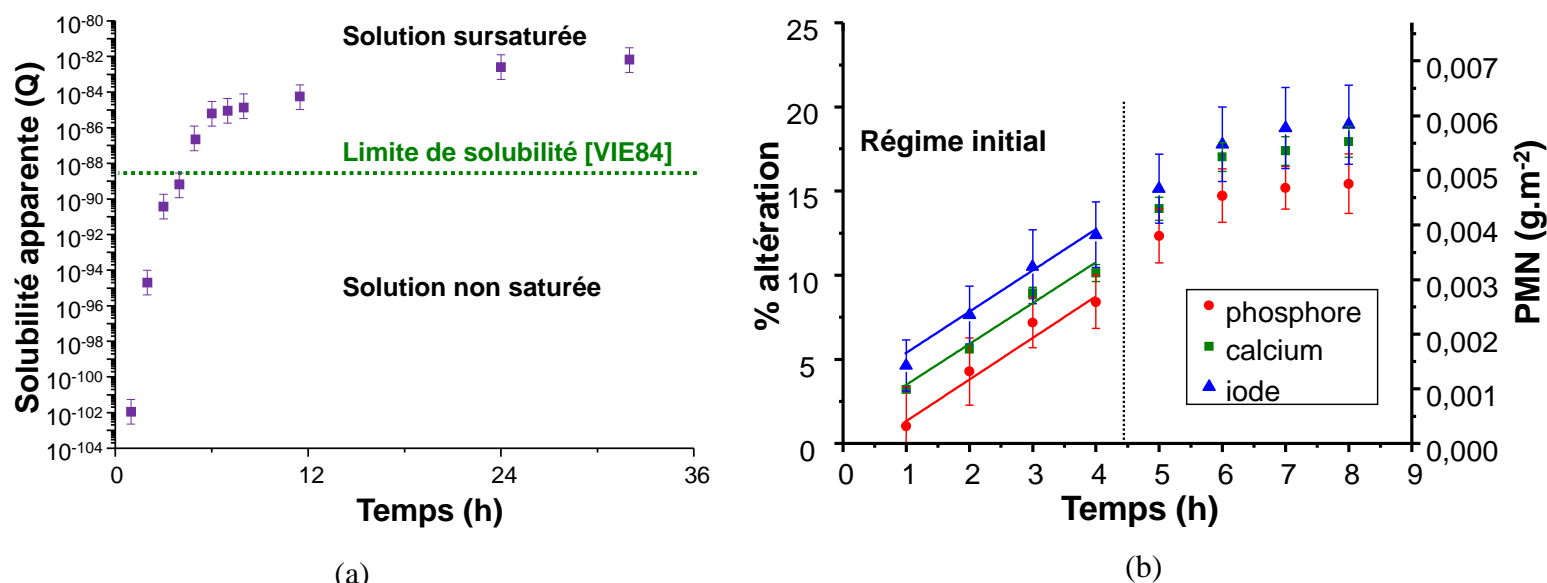 Solubilité apparente (Q)
10-80
10-82
10-84
10-86
10-88
10-90
10-92
10-94
10-96
10-98
10-100
10-102
10-104
Solution sursaturée
Limite de solubilité [VIE84]
Solution non saturée
0
12
24
36
Temps (h)
(a)
% altération
25
20
15
10
5
0
Régime initial
phosphore
calcium
iode
0
1
2
3
4
5
6
7
8
9
Temps (h)
0,007
0,006
0,005
0,004
0,003
0,002
0,001
0,000
PMN (g.m-2)
(b)